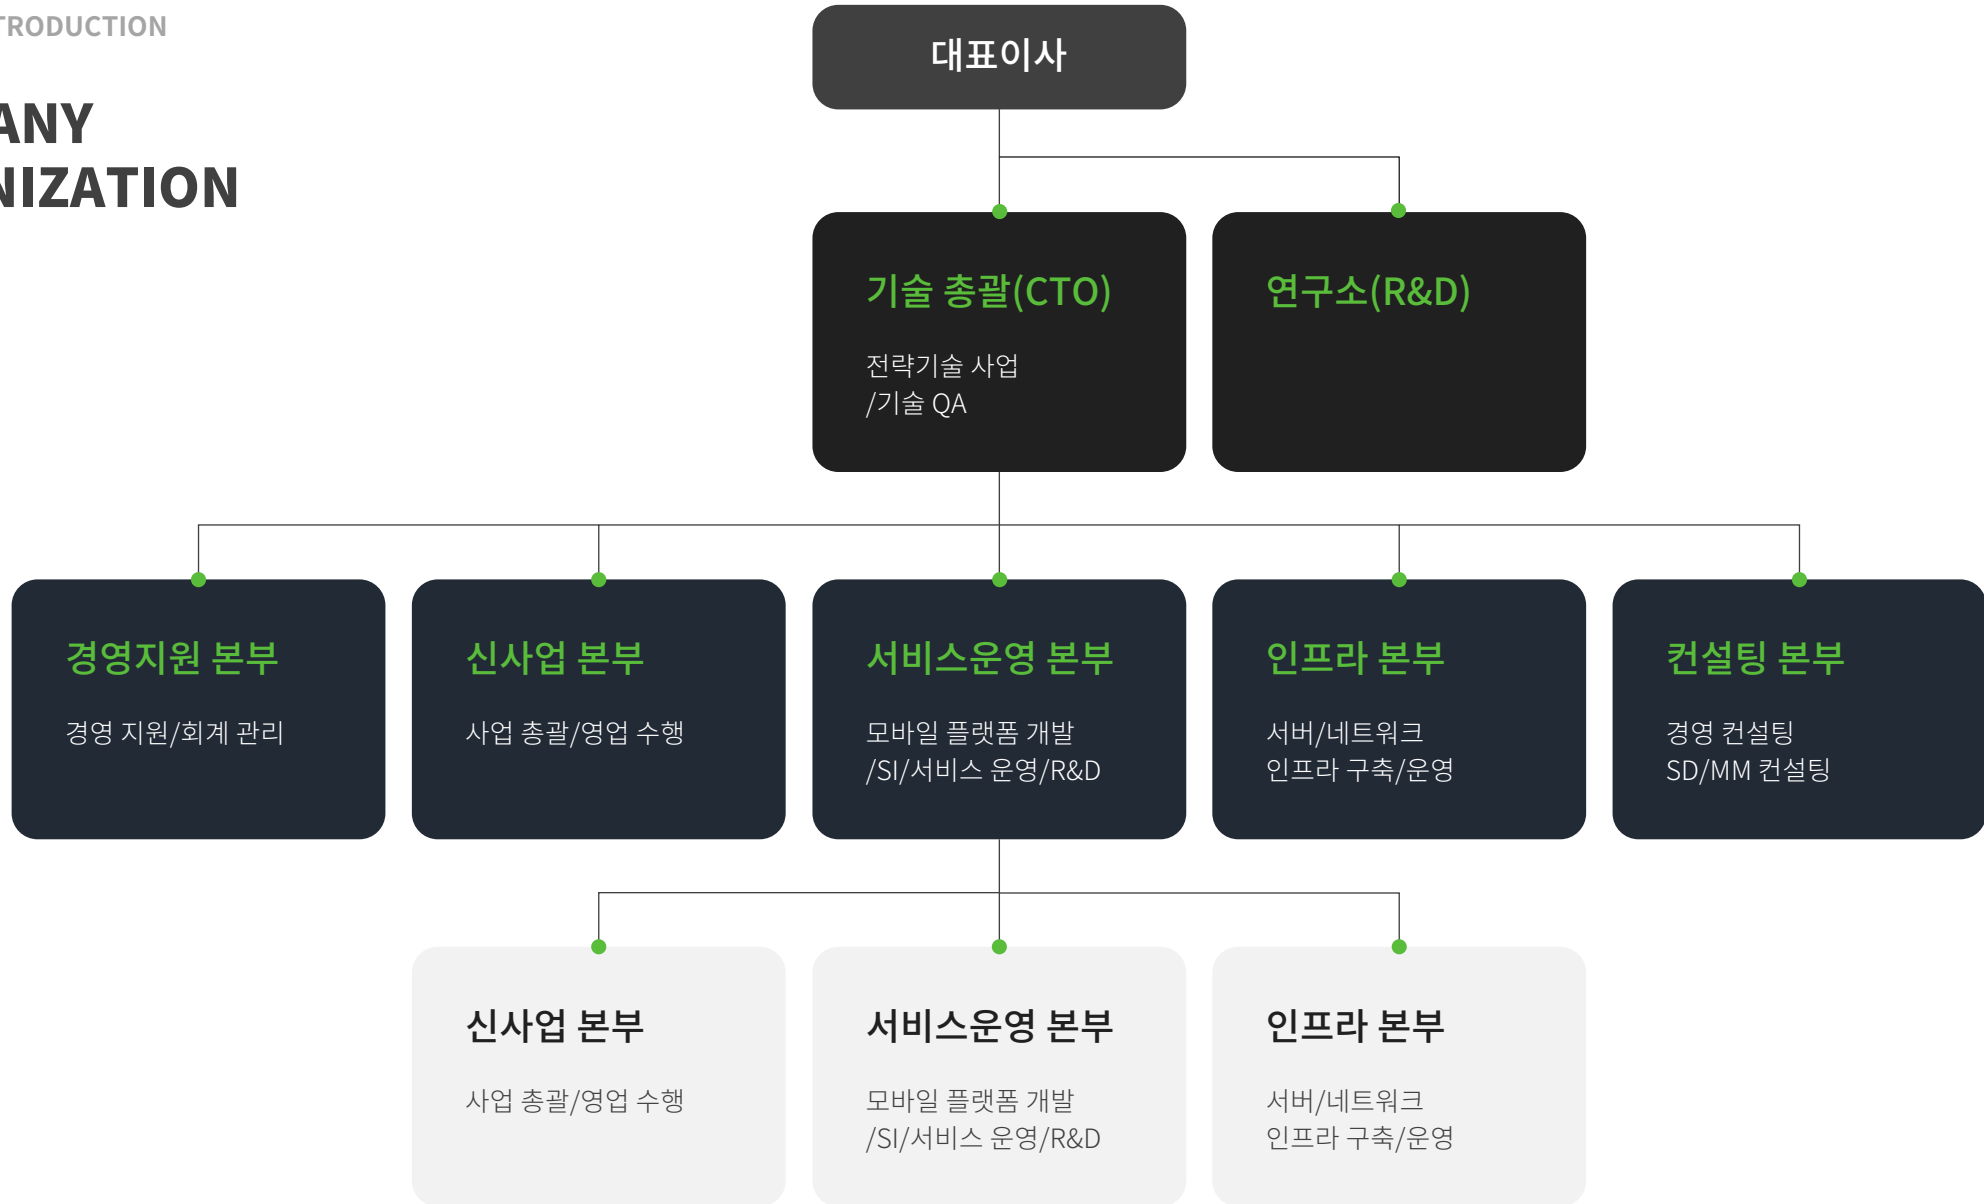 TRODUCTION
ANY
NIZATION
대표이사
기술 총괄(CTO)
전략기술 사업
/기술 QA
연구소(R&D)
경영지원 본부
경영 지원/회계 관리
신사업 본부
사업 총괄/영업 수행
서비스운영 본부
모바일 플랫폼 개발
/SI/서비스 운영/R&D
인프라 본부
서버/네트워크
인프라 구축/운영
컨설팅 본부
경영 컨설팅
SD/MM 컨설팅
신사업 본부
사업 총괄/영업 수행
서비스운영 본부
모바일 플랫폼 개발
/SI/서비스 운영/R&D
인프라 본부
서버/네트워크
인프라 구축/운영